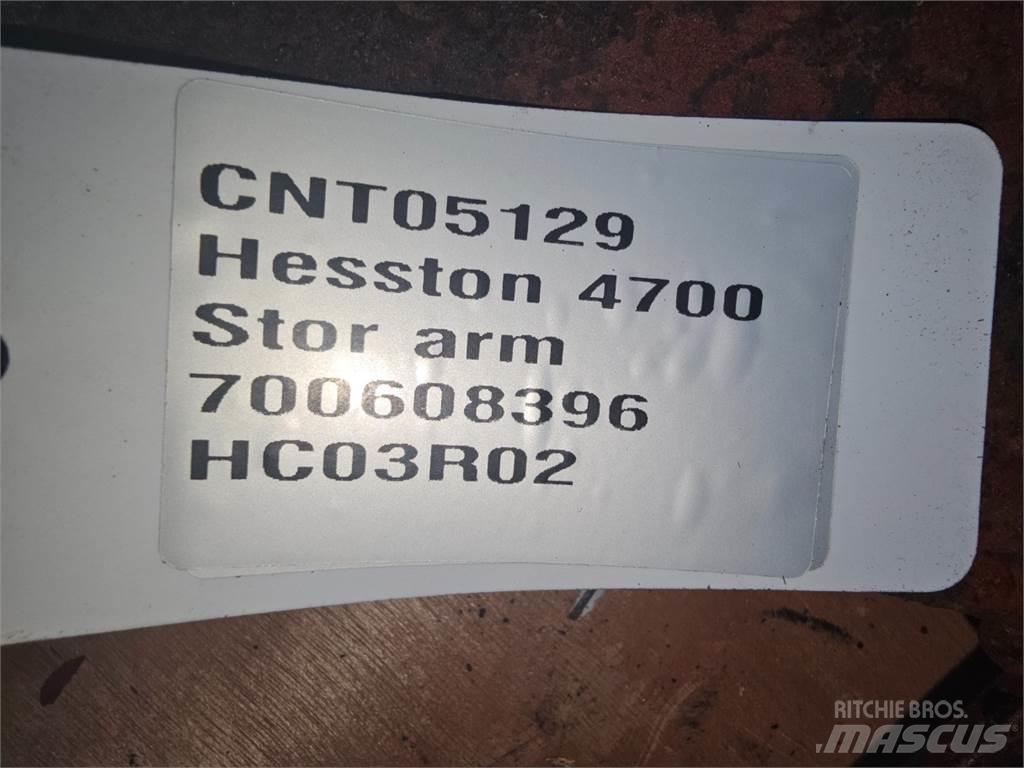 CNT05129
Hesston 4700
Stor arm
700608396
HC03R02
RITCHIE BROS.
MASCUS